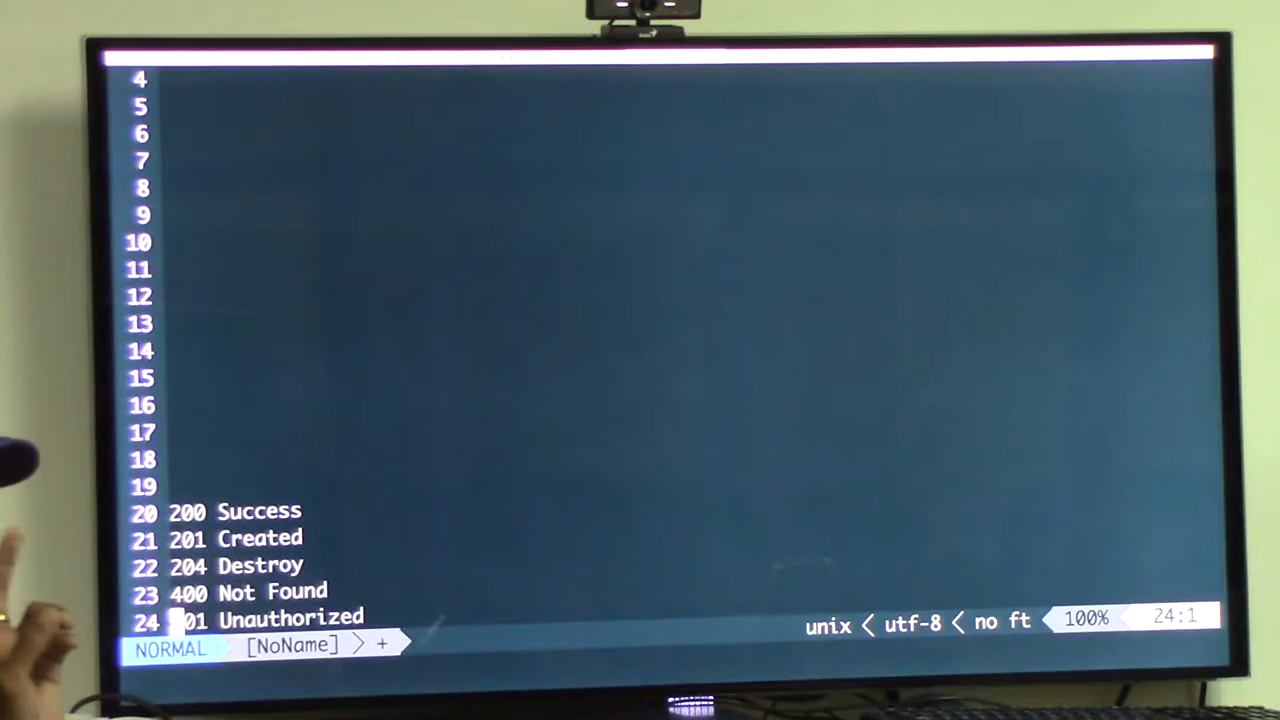 4
5
6
7
8
9
10
11
12
13
14
15
16
17
18
19
20 200 Success
21 201 Created
22 204 Destroy
23 400 Not Found
24 401 Unauthorized
NORMAL [NoName] > + unix < utf-8 < no ft 100% 24:1